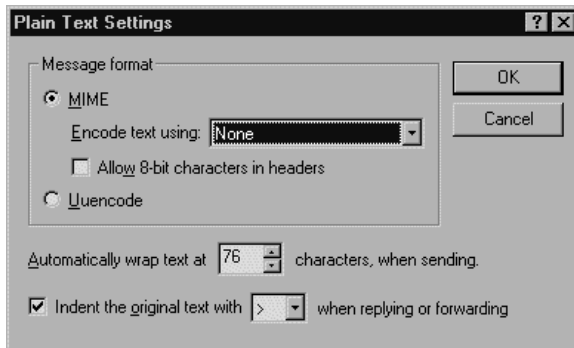 Plain Text Settings
Message format
OK
MIME
Cancel
Encode text using: None
Allow 8-bit characters in headers
Uuencode
Automatically wrap text at 76 characters, when sending.
Indent the original text with > when replying or forwarding